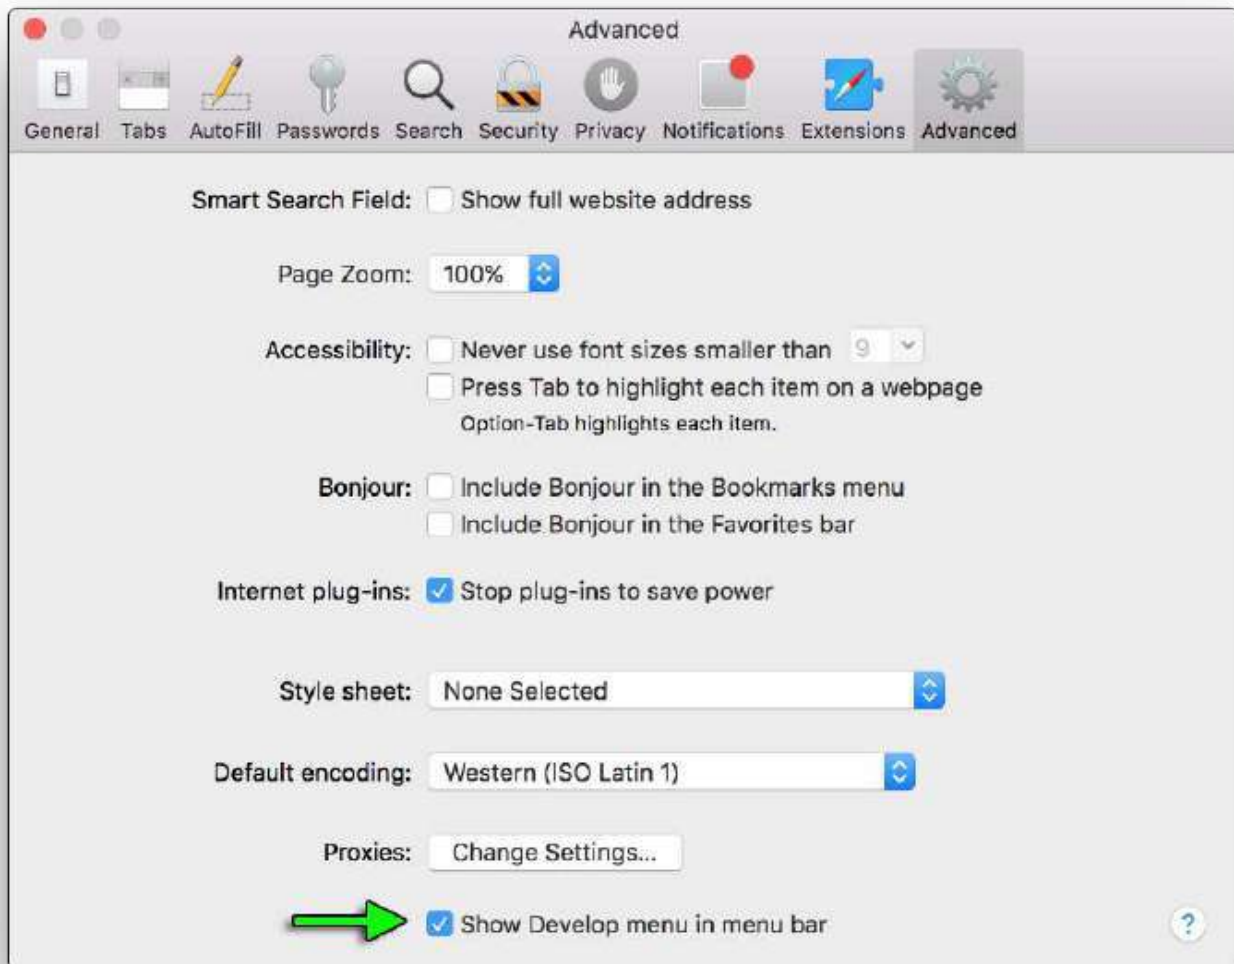 Advanced
General Tabs AutoFill Passwords Search Security Privacy Notifications Extensions Advanced
Smart Search Field: Show full website address
Page Zoom: 100%
Accessibility: Never use font sizes smaller than 9
Press Tab to highlight each item on a webpage
Option-Tab highlights each item.
Bonjour: Include Bonjour in the Bookmarks menu
Include Bonjour in the Favorites bar
Internet plug-ins: Stop plug-ins to save power
Style sheet: None Selected
Default encoding: Western (ISO Latin 1)
Proxies: Change Settings...
Show Develop menu in menu bar ?